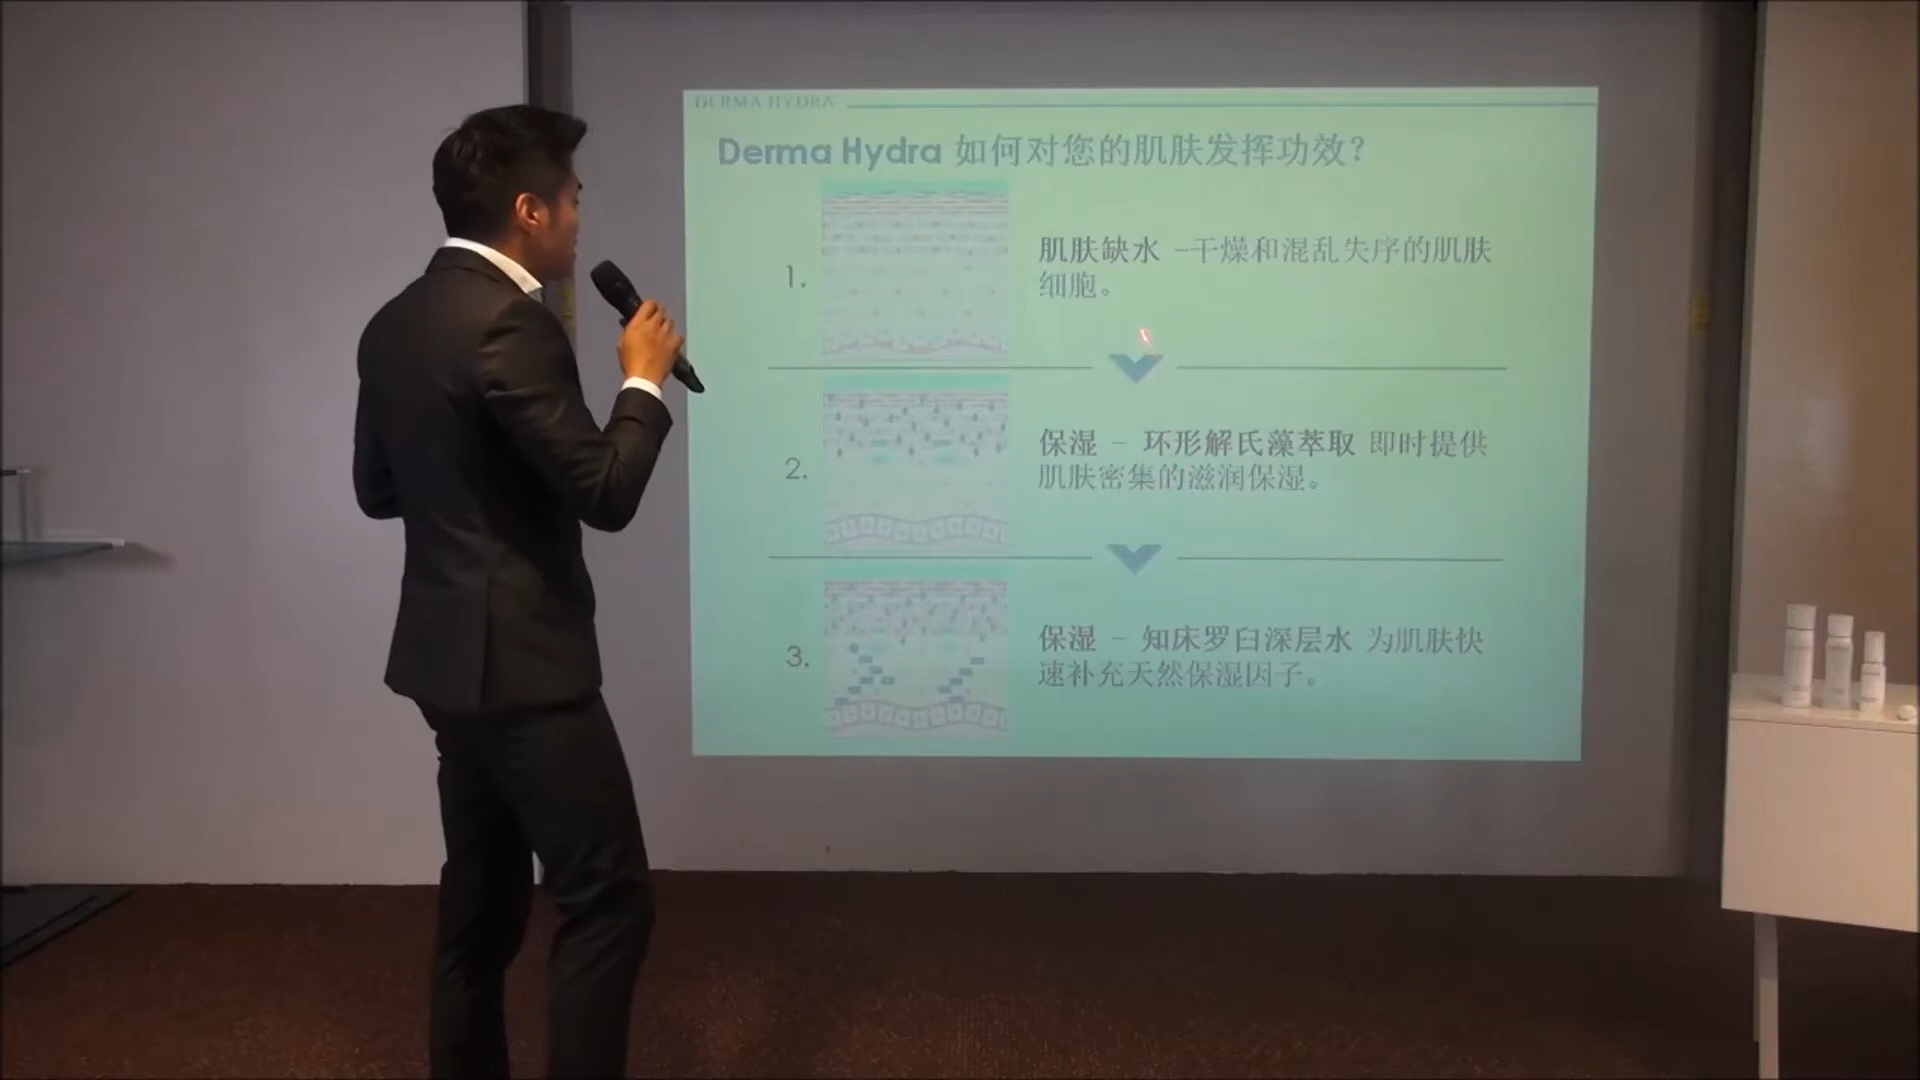 DERMA HYDRA
Derma Hydra 如何对您的肌肤发挥功效?
1.
肌肤缺水 -干燥和混乱失序的肌肤
细胞。
2.
保湿 - 环形解氏藻萃取 即时提供
肌肤密集的滋润保湿。
3.
保湿 - 知床罗臼深层水 为肌肤快
速补充天然保湿因子。